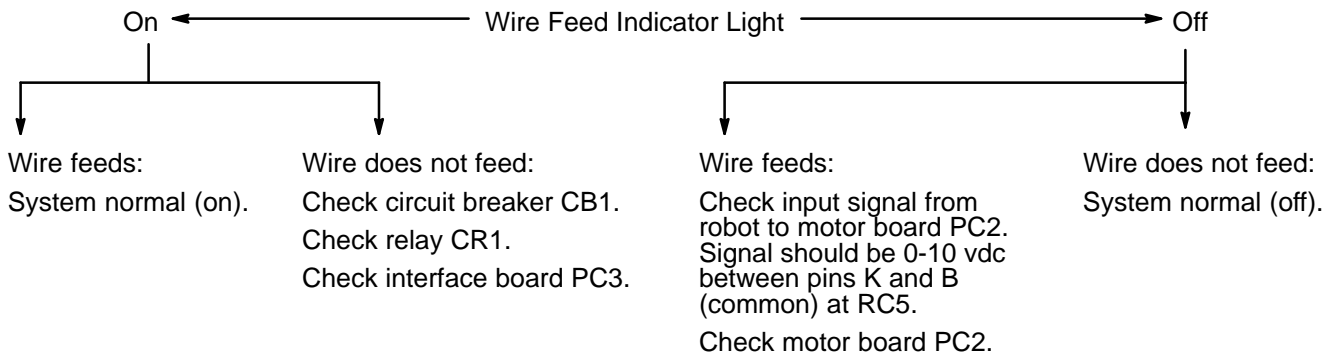 On Wire Feed Indicator Light Off
Wire feeds:
System normal (on).
Wire does not feed:
Check circuit breaker CB1.
Check relay CR1.
Check interface board PC3.
Wire feeds:
Check input signal from
robot to motor board PC2.
Signal should be 0-10 vdc
between pins K and B
(common) at RC5.
Check motor board PC2.
Wire does not feed:
System normal (off).